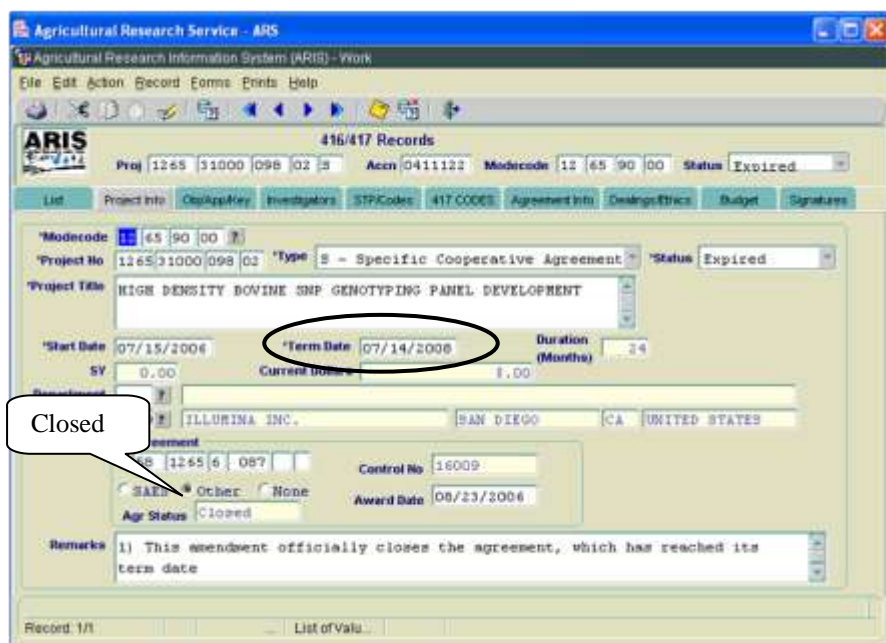 Agricultural Research Service - ARS
Agricultural Research Information System (ARIS) - Work
File Edit Action Record Forms Prints Help
ARIS
416/417 Records
Proj 1265 31000 098 02 S Accn 0411122 Modecode 12 65 90 00 Status Expired
List Project Info Obj/App/Key Investigators STP/Codes 417 CODES Agreement Info Dealings/Ethics Budget Signatures
*Modecode 12 65 90 00 ?
*Project No 1265 31000 098 02 *Type S - Specific Cooperative Agreement *Status Expired
*Project Title HIGH DENSITY BOVINE SNP GENOTYPING PANEL DEVELOPMENT
*Start Date 07/15/2006 *Term Date 07/14/2008 Duration (Months) 24
SY 0.00 Current Dollars .00
?
Closed
? ILLUMINA INC. SAN DIEGO CA UNITED STATES
1265 6 087 Control No 16009
SAES Other None Award Date 08/23/2006
Agr Status Closed
Remarks 1) This amendment officially closes the agreement, which has reached its
term date
Record: 1/1 ... List of Valu...